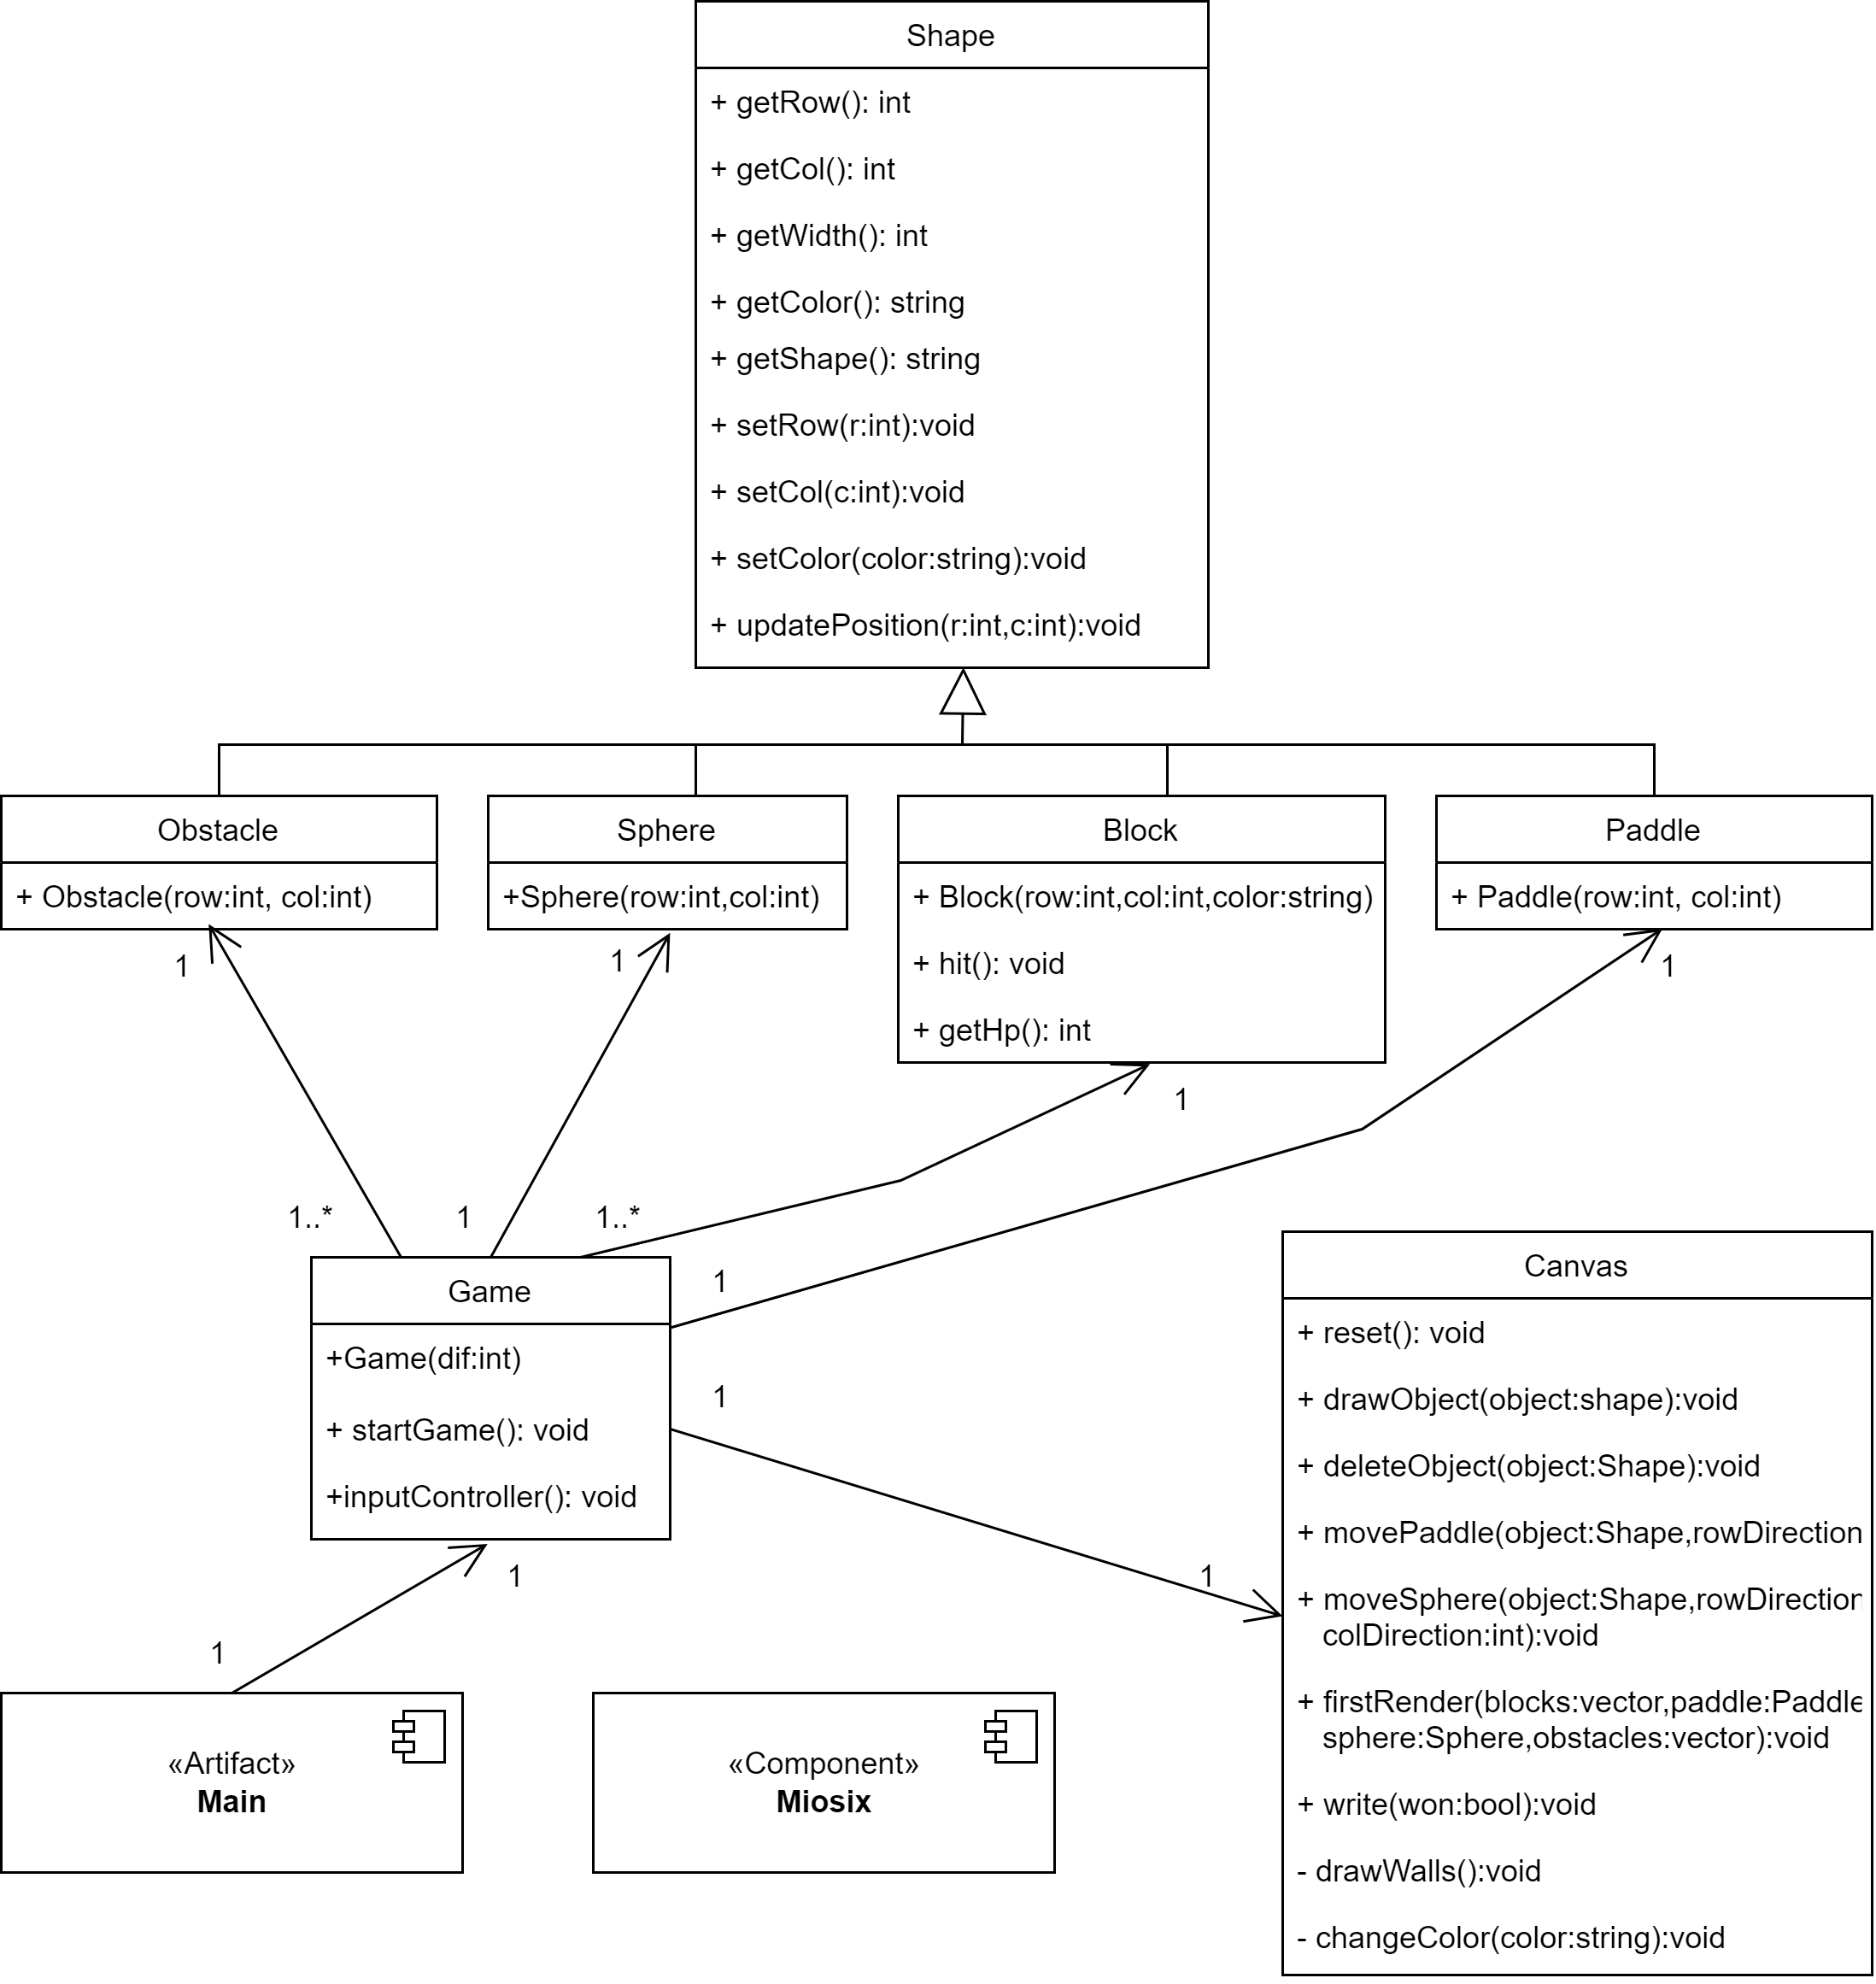 Shape
+ getRow(): int
+ getCol(): int
+ getWidth(): int
+ getColor(): string
+ getShape(): string
+ setRow(r:int):void
+ setCol(c:int):void
+ setColor(color:string):void
+ updatePosition(r:int,c:int):void
Obstacle
+ Obstacle(row:int, col:int)
Sphere
+Sphere(row:int,col:int)
Block
+ Block(row:int,col:int,color:string)
+ hit(): void
+ getHp(): int
Paddle
+ Paddle(row:int, col:int)
1
1
1
1
1..*
1
1..*
1
1
Game
+Game(dif:int)
+ startGame(): void
+inputController(): void
1
1
1
Canvas
+ reset(): void
+ drawObject(object:shape):void
+ deleteObject(object:Shape):void
+ movePaddle(object:Shape,rowDirection
+ moveSphere(object:Shape,rowDirection
colDirection:int):void
+ firstRender(blocks:vector,paddle:Paddle
sphere:Sphere,obstacles:vector):void
+ write(won:bool):void
- drawWalls():void
- changeColor(color:string):void
«Artifact»
Main
«Component»
Miosix